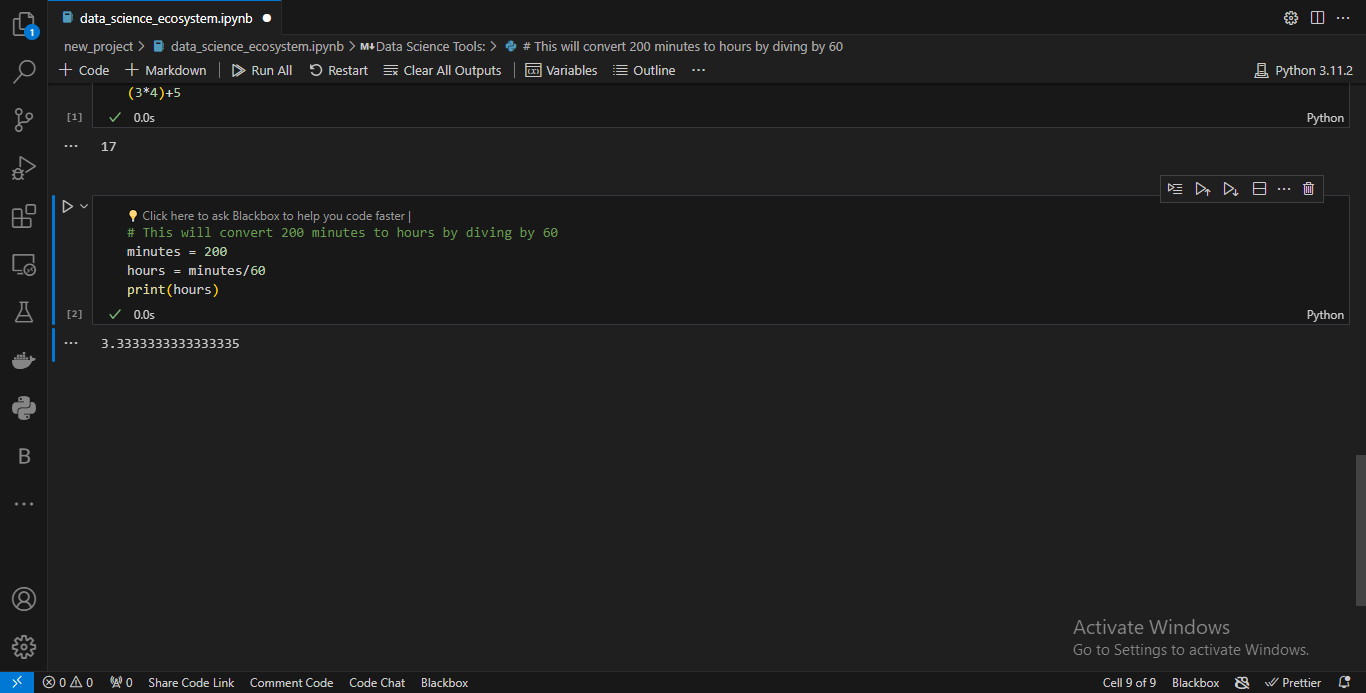 1
data_science_ecosystem.ipynb
new_project > data_science_ecosystem.ipynb > M↓Data Science Tools: > # This will convert 200 minutes to hours by diving by 60
+ Code + Markdown Run All Restart Clear All Outputs Variables Outline ··· Python 3.11.2
(3*4)+5
[1] ✓ 0.0s Python
··· 17
Click here to ask Blackbox to help you code faster |
# This will convert 200 minutes to hours by diving by 60
minutes = 200
hours = minutes/60
print(hours)
[2] ✓ 0.0s Python
··· 3.3333333333333335
B
Activate Windows
Go to Settings to activate Windows.
0 0 0 Share Code Link Comment Code Code Chat Blackbox Cell 9 of 9 Blackbox Prettier